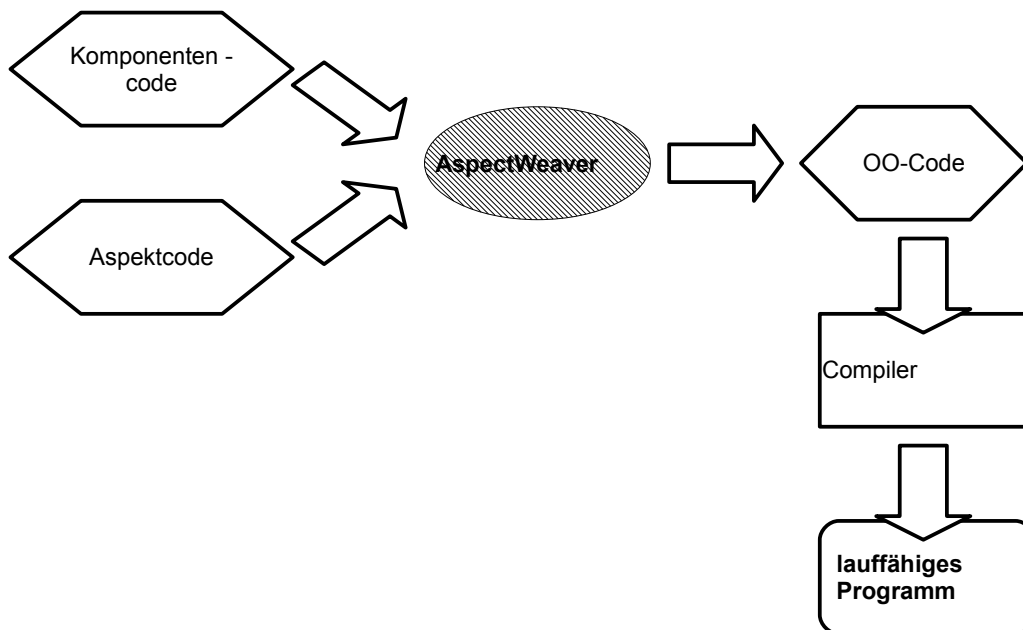 Komponenten -
code
AspectWeaver
OO-Code
Aspektcode
Compiler
lauffähiges
Programm